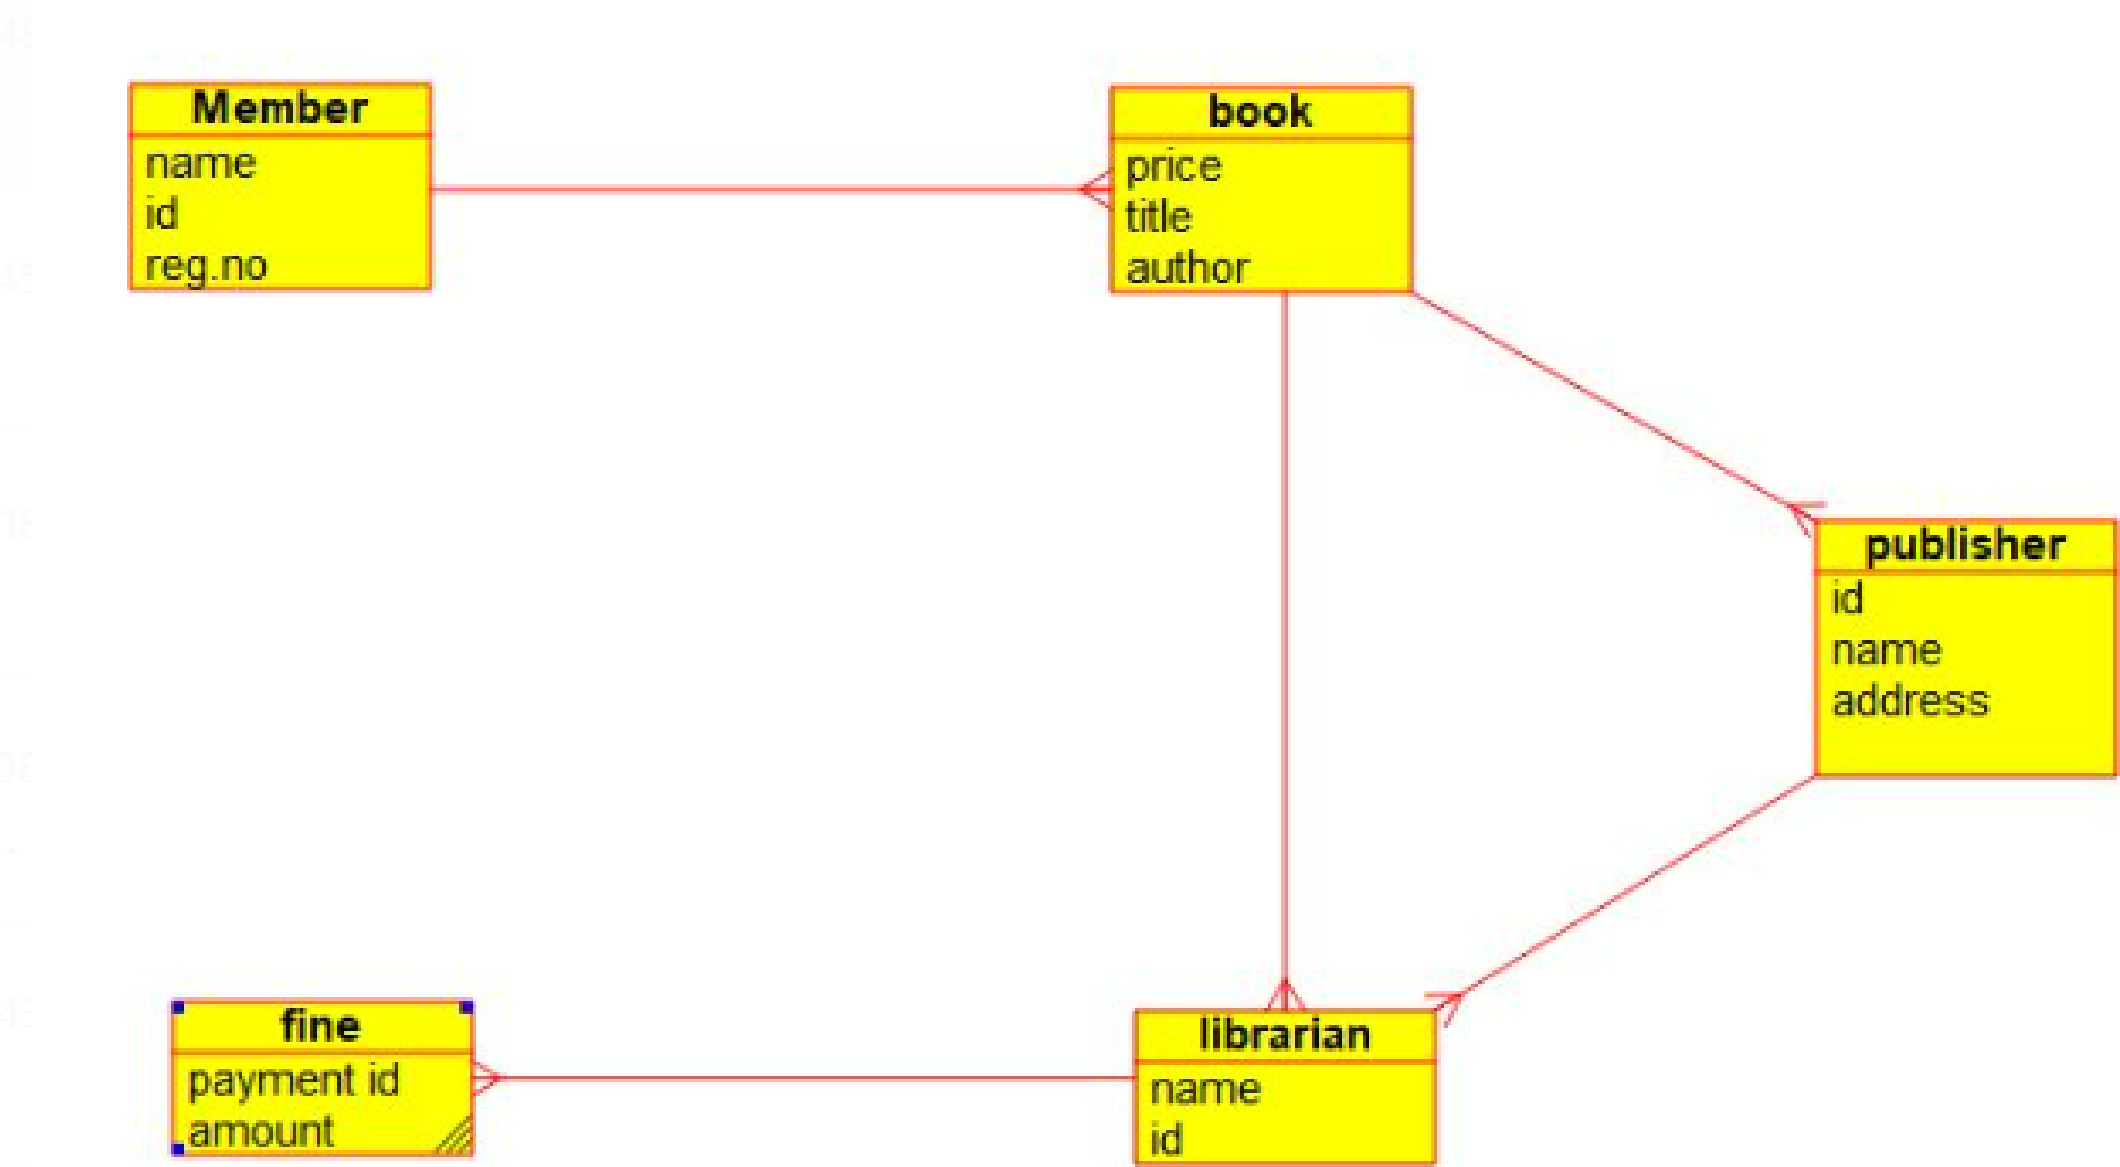 Member
name
id
reg.no
book
price
title
author
publisher
id
name
address
fine
payment id
amount
librarian
name
id